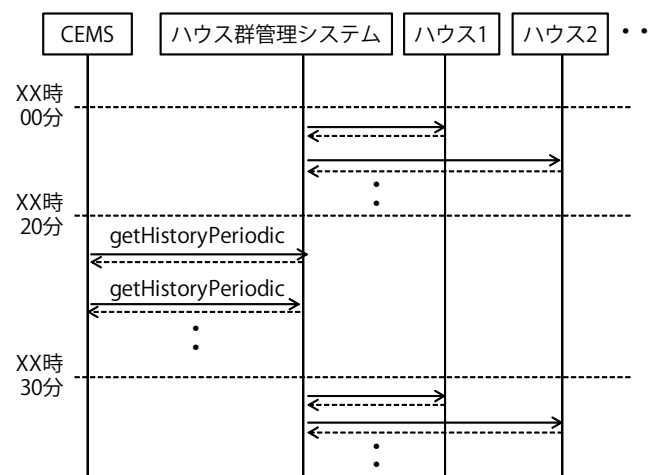 CEMS
ハウス群管理システム
ハウス1
ハウス2
・・
XX時
00分
XX時
20分
getHistoryPeriodic
getHistoryPeriodic
XX時
30分